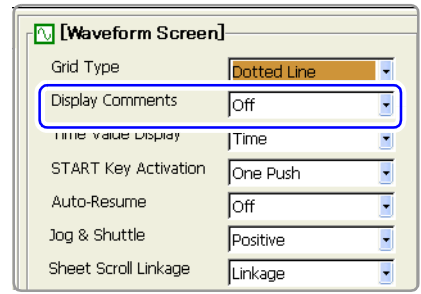 [Waveform Screen]
Grid Type Dotted Line
Display Comments Off
Time Value Display Time
START Key Activation One Push
Auto-Resume Off
Jog & Shuttle Positive
Sheet Scroll Linkage Linkage